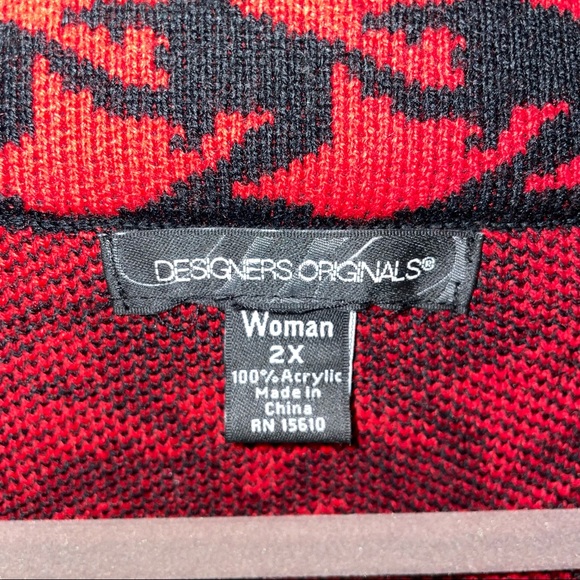 DESIGNERS ORIGINALS®
Woman
2X
100% Acrylic
Made in
China
RN 15610